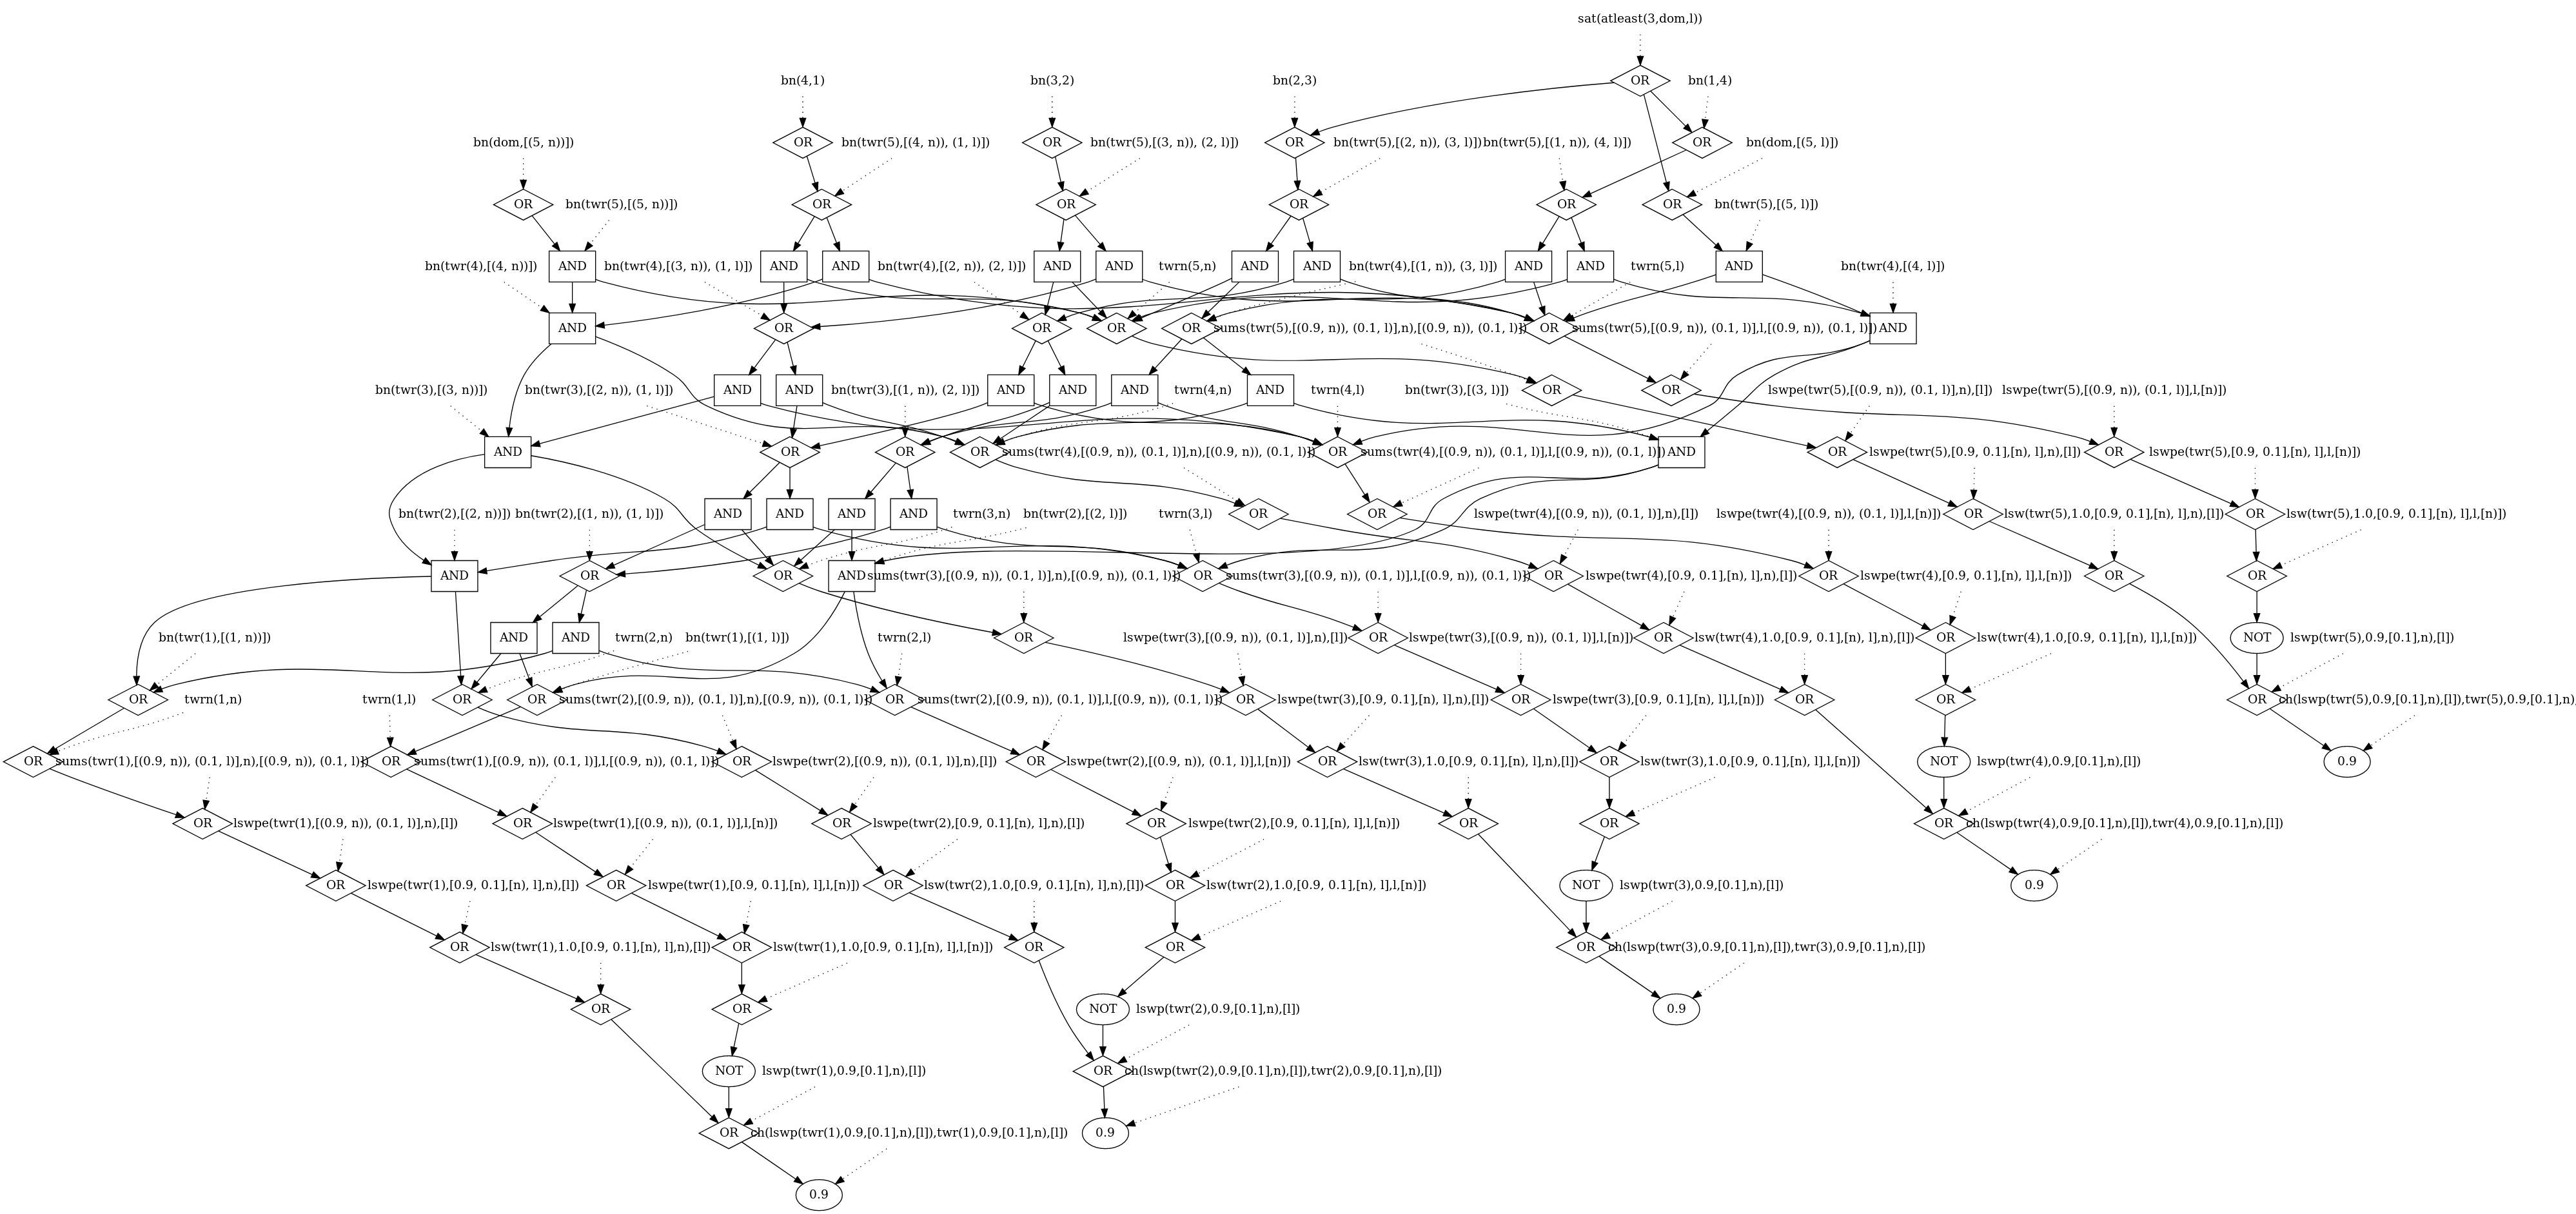 sat(atleast(3,dom,l))
bn(4,1) bn(3,2) bn(2,3) OR bn(1,4)
bn(dom,[(5, n))]) OR bn(twr(5),[(4, n)), (1, l)]) OR bn(twr(5),[(3, n)), (2, l)]) OR bn(twr(5),[(2, n)), (3, l)]) bn(twr(5),[(1, n)), (4, l)]) OR bn(dom,[(5, l)])
OR bn(twr(5),[(5, n))]) OR OR OR OR OR bn(twr(5),[(5, l)])
bn(twr(4),[(4, n))]) AND bn(twr(4),[(3, n)), (1, l)]) AND AND bn(twr(4),[(2, n)), (2, l)]) AND AND twrn(5,n) AND AND bn(twr(4),[(1, n)), (3, l)]) AND AND twrn(5,l) AND bn(twr(4),[(4, l)])
AND OR OR OR OR sums(twr(5),[(0.9, n)), (0.1, l)],n),[(0.9, n)), (0.1, l)]) OR sums(twr(5),[(0.9, n)), (0.1, l)],l,[(0.9, n)), (0.1, l)]) AND
bn(twr(3),[(3, n))]) bn(twr(3),[(2, n)), (1, l)]) AND AND bn(twr(3),[(1, n)), (2, l)]) AND AND AND twrn(4,n) AND twrn(4,l) bn(twr(3),[(3, l)]) OR OR lswpe(twr(5),[(0.9, n)), (0.1, l)],n),[l]) lswpe(twr(5),[(0.9, n)), (0.1, l)],l,[n)])
AND OR OR OR sums(twr(4),[(0.9, n)), (0.1, l)],n),[(0.9, n)), (0.1, l)]) OR sums(twr(4),[(0.9, n)), (0.1, l)],l,[(0.9, n)), (0.1, l)]) AND OR lswpe(twr(5),[0.9, 0.1],[n), l],n),[l]) OR lswpe(twr(5),[0.9, 0.1],[n), l],l,[n)])
bn(twr(2),[(2, n))]) bn(twr(2),[(1, n)), (1, l)]) AND AND AND AND twrn(3,n) bn(twr(2),[(2, l)]) twrn(3,l) OR OR lswpe(twr(4),[(0.9, n)), (0.1, l)],n),[l]) lswpe(twr(4),[(0.9, n)), (0.1, l)],l,[n)]) OR lsw(twr(5),1.0,[0.9, 0.1],[n), l],n),[l]) OR lsw(twr(5),1.0,[0.9, 0.1],[n), l],l,[n)])
AND OR OR AND sums(twr(3),[(0.9, n)), (0.1, l)],n),[(0.9, n)), (0.1, l)]) OR sums(twr(3),[(0.9, n)), (0.1, l)],l,[(0.9, n)), (0.1, l)]) OR lswpe(twr(4),[0.9, 0.1],[n), l],n),[l]) OR lswpe(twr(4),[0.9, 0.1],[n), l],l,[n)]) OR OR
bn(twr(1),[(1, n))]) AND AND twrn(2,n) bn(twr(1),[(1, l)]) twrn(2,l) OR lswpe(twr(3),[(0.9, n)), (0.1, l)],n),[l]) OR lswpe(twr(3),[(0.9, n)), (0.1, l)],l,[n)]) OR lsw(twr(4),1.0,[0.9, 0.1],[n), l],n),[l]) OR lsw(twr(4),1.0,[0.9, 0.1],[n), l],l,[n)]) NOT lswp(twr(5),0.9,[0.1],n),[l])
OR twrn(1,n) twrn(1,l) OR OR sums(twr(2),[(0.9, n)), (0.1, l)],n),[(0.9, n)), (0.1, l)]) OR sums(twr(2),[(0.9, n)), (0.1, l)],l,[(0.9, n)), (0.1, l)]) OR lswpe(twr(3),[0.9, 0.1],[n), l],n),[l]) OR lswpe(twr(3),[0.9, 0.1],[n), l],l,[n)]) OR OR OR ch(lswp(twr(5),0.9,[0.1],n),[l]),twr(5),0.9,[0.1],n),
OR sums(twr(1),[(0.9, n)), (0.1, l)],n),[(0.9, n)), (0.1, l)]) OR sums(twr(1),[(0.9, n)), (0.1, l)],l,[(0.9, n)), (0.1, l)]) OR lswpe(twr(2),[(0.9, n)), (0.1, l)],n),[l]) OR lswpe(twr(2),[(0.9, n)), (0.1, l)],l,[n)]) OR lsw(twr(3),1.0,[0.9, 0.1],[n), l],n),[l]) OR lsw(twr(3),1.0,[0.9, 0.1],[n), l],l,[n)]) NOT lswp(twr(4),0.9,[0.1],n),[l]) 0.9
OR lswpe(twr(1),[(0.9, n)), (0.1, l)],n),[l]) OR lswpe(twr(1),[(0.9, n)), (0.1, l)],l,[n)]) OR lswpe(twr(2),[0.9, 0.1],[n), l],n),[l]) OR lswpe(twr(2),[0.9, 0.1],[n), l],l,[n)]) OR OR OR ch(lswp(twr(4),0.9,[0.1],n),[l]),twr(4),0.9,[0.1],n),[l])
OR lswpe(twr(1),[0.9, 0.1],[n), l],n),[l]) OR lswpe(twr(1),[0.9, 0.1],[n), l],l,[n)]) OR lsw(twr(2),1.0,[0.9, 0.1],[n), l],n),[l]) OR lsw(twr(2),1.0,[0.9, 0.1],[n), l],l,[n)]) NOT lswp(twr(3),0.9,[0.1],n),[l]) 0.9
OR lsw(twr(1),1.0,[0.9, 0.1],[n), l],n),[l]) OR lsw(twr(1),1.0,[0.9, 0.1],[n), l],l,[n)]) OR OR OR ch(lswp(twr(3),0.9,[0.1],n),[l]),twr(3),0.9,[0.1],n),[l])
OR OR NOT lswp(twr(2),0.9,[0.1],n),[l]) 0.9
NOT lswp(twr(1),0.9,[0.1],n),[l]) OR ch(lswp(twr(2),0.9,[0.1],n),[l]),twr(2),0.9,[0.1],n),[l])
OR ch(lswp(twr(1),0.9,[0.1],n),[l]),twr(1),0.9,[0.1],n),[l]) 0.9
0.9